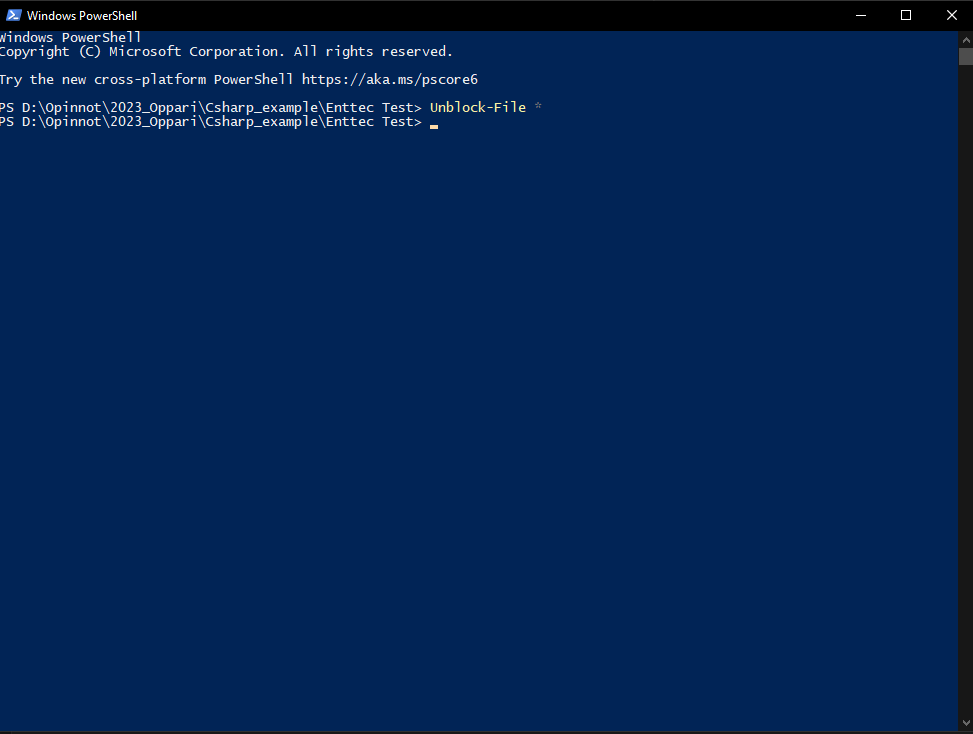 Windows PowerShell
Windows PowerShell
Copyright (C) Microsoft Corporation. All rights reserved.
Try the new cross-platform PowerShell https://aka.ms/pscore6
PS D:\Opinnot\2023_Oppari\Csharp_example\Enttec Test> Unblock-File *
PS D:\Opinnot\2023_Oppari\Csharp_example\Enttec Test>